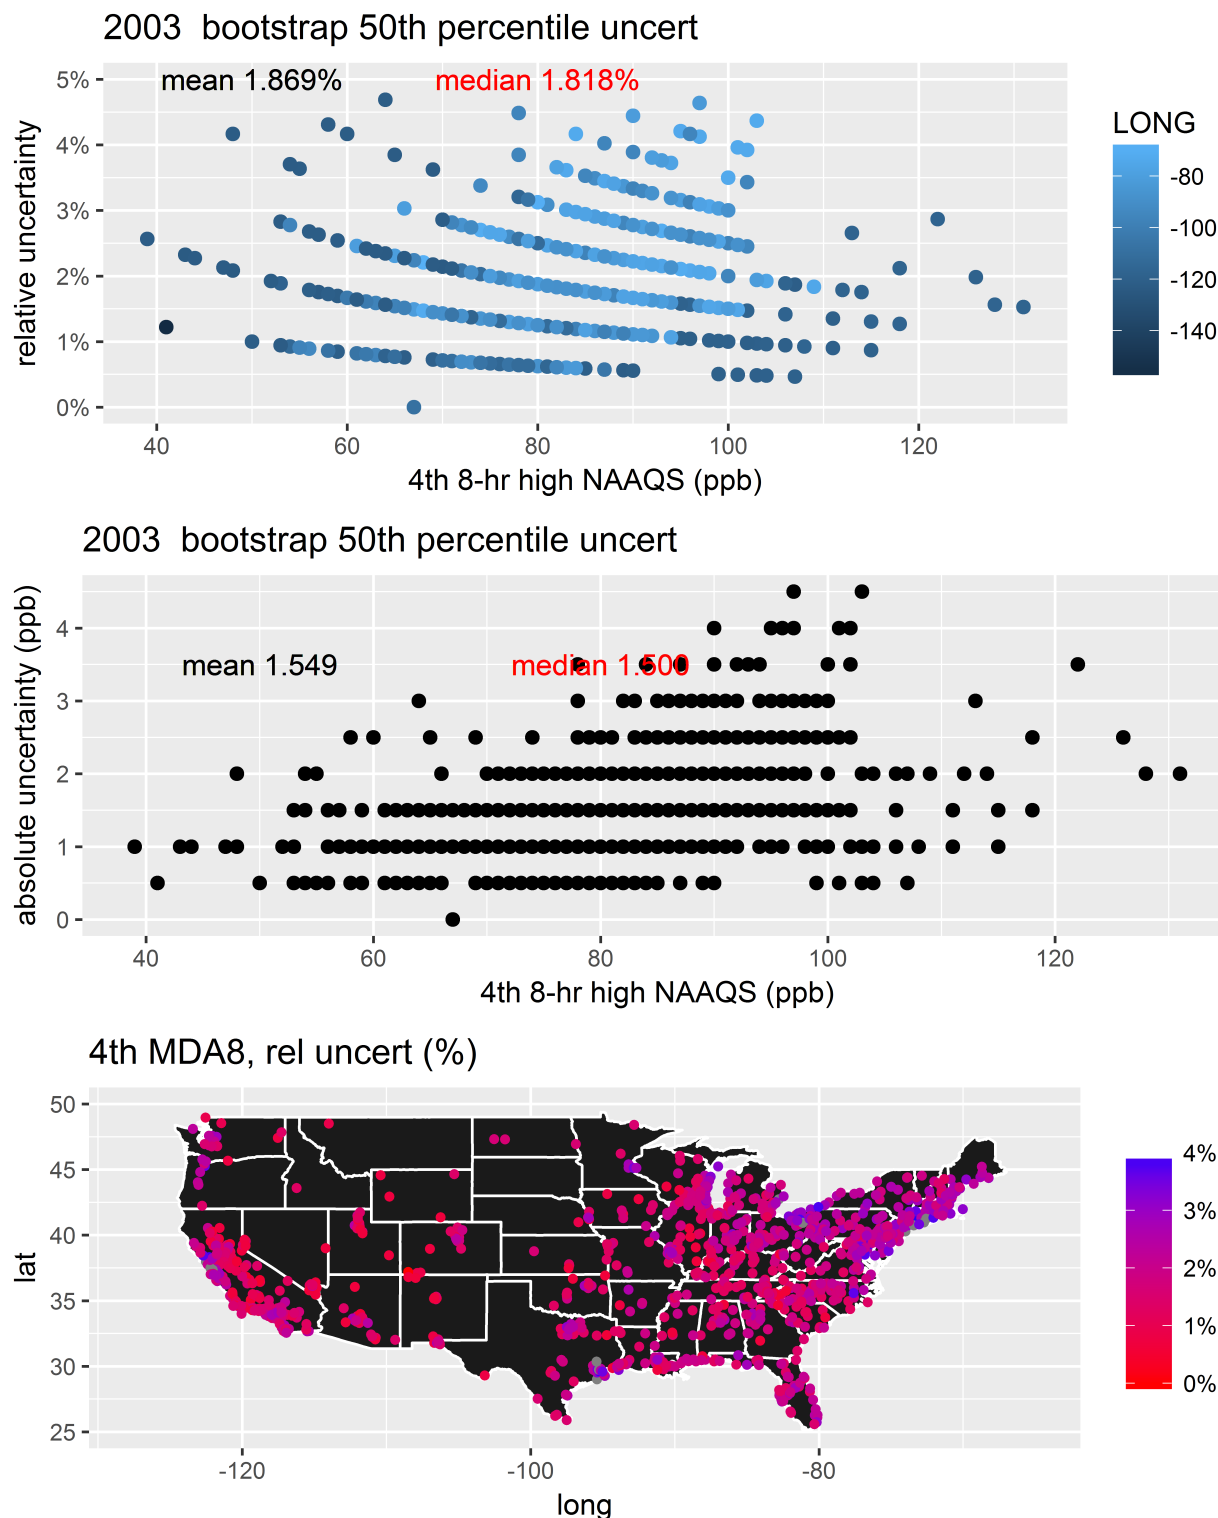 2003  bootstrap 50th percentile uncert
mean 1.869%
median 1.818%
5%
4%
3%
2%
1%
0%
relative uncertainty
40
60
80
100
120
4th 8-hr high NAAQS (ppb)
LONG
-80
-100
-120
-140
2003  bootstrap 50th percentile uncert
mean 1.549
median 1.500
4
3
2
1
0
absolute uncertainty (ppb)
40
60
80
100
120
4th 8-hr high NAAQS (ppb)
4th MDA8, rel uncert (%)
50
45
40
35
30
25
lat
-120
-100
-80
long
4%
3%
2%
1%
0%